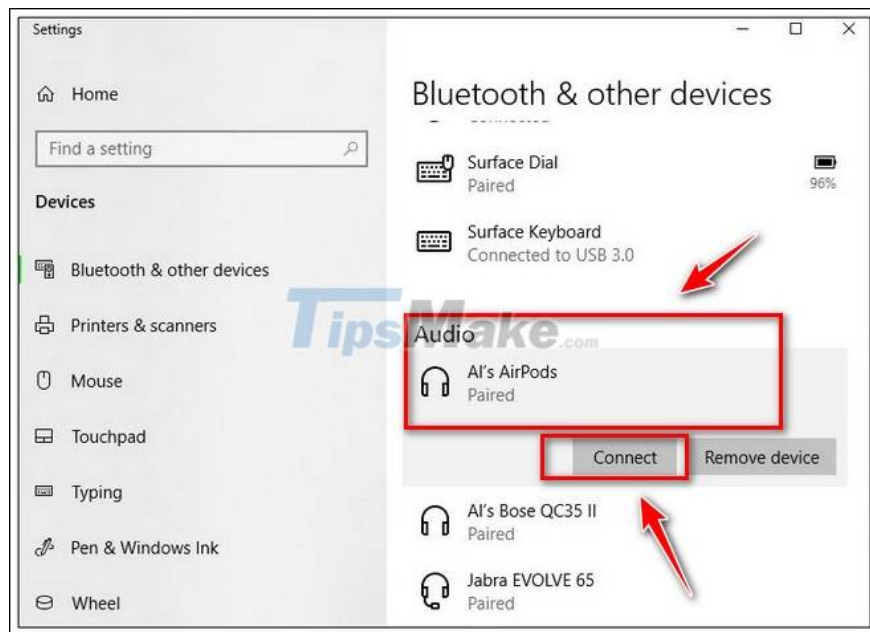 Settings
Home
Find a setting
Devices
Bluetooth & other devices
Printers & scanners
Mouse
Touchpad
Typing
Pen & Windows Ink
Wheel
Bluetooth & other devices
Surface Dial
Paired
96%
Surface Keyboard
Connected to USB 3.0
TipsMake.com
Audio
Al's AirPods
Paired
Connect Remove device
Al's Bose QC35 II
Paired
Jabra EVOLVE 65
Paired